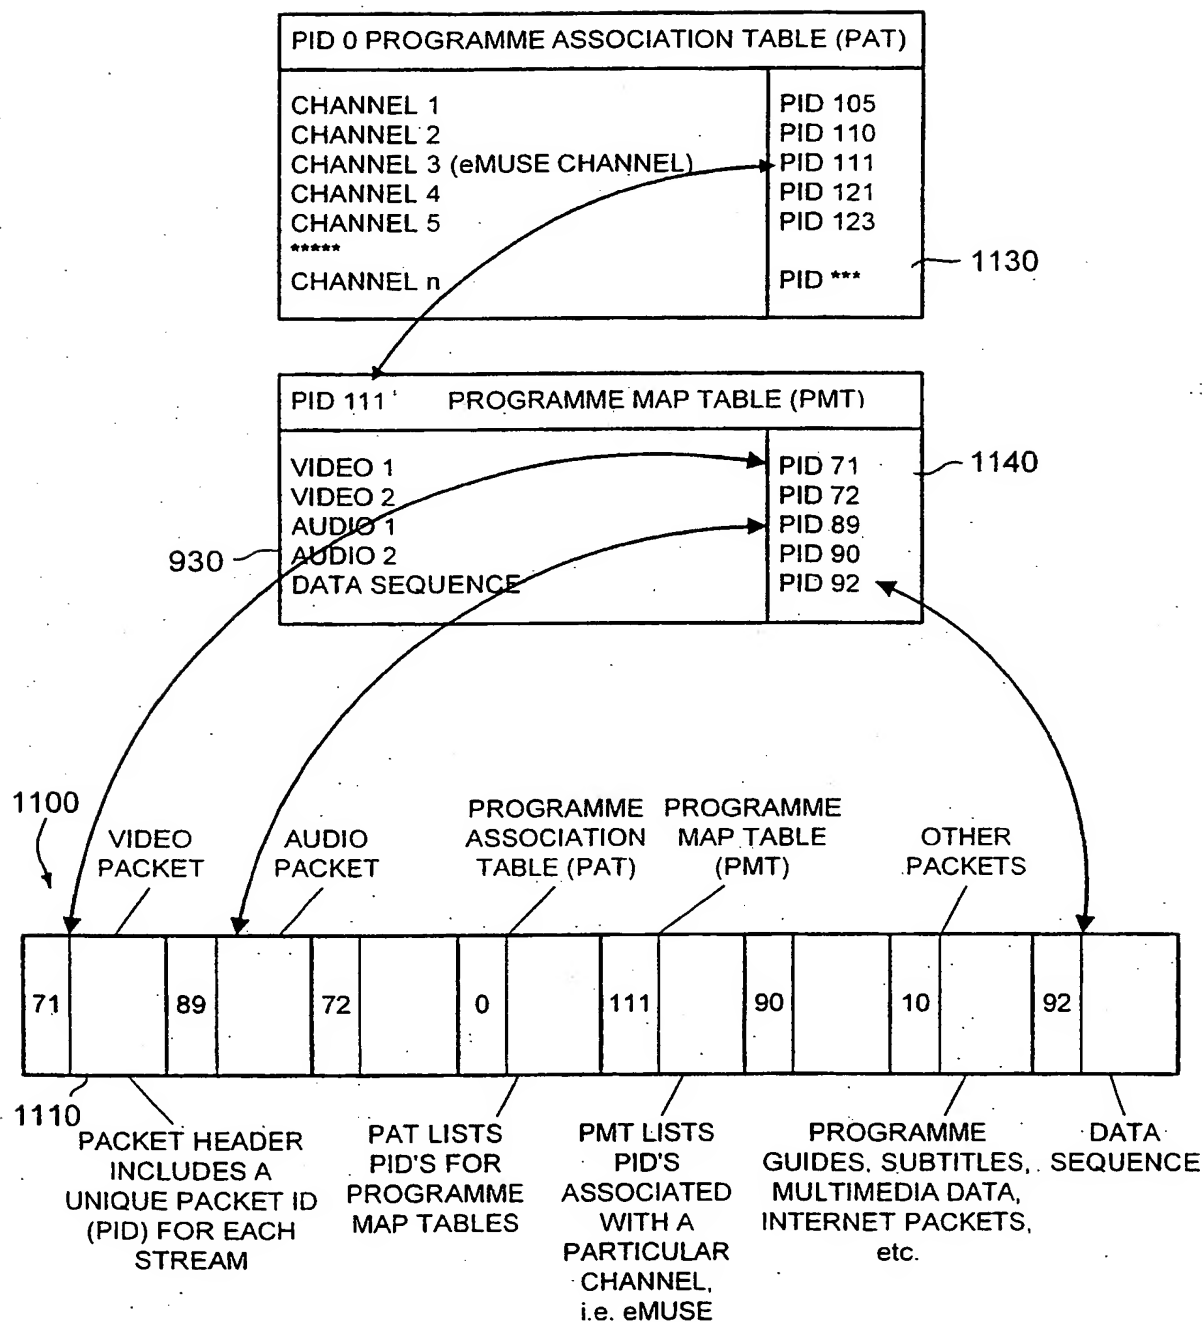 PID 0 PROGRAMME ASSOCIATION TABLE (PAT)
CHANNEL 1 PID 105
CHANNEL 2 PID 110
CHANNEL 3 (eMUSE CHANNEL) PID 111
CHANNEL 4 PID 121
CHANNEL 5 PID 123
*****
CHANNEL n PID ***
1130
PID 111 PROGRAMME MAP TABLE (PMT)
VIDEO 1 PID 71
VIDEO 2 PID 72
AUDIO 1 PID 89
AUDIO 2 PID 90
DATA SEQUENCE PID 92
1140
930
1100
VIDEO
PACKET
AUDIO
PACKET
PROGRAMME
ASSOCIATION
TABLE (PAT)
PROGRAMME
MAP TABLE
(PMT)
OTHER
PACKETS
71 89 72 0 111 90 10 92
1110
PACKET HEADER
INCLUDES A
UNIQUE PACKET ID
(PID) FOR EACH
STREAM
PAT LISTS
PID'S FOR
PROGRAMME
MAP TABLES
PMT LISTS
PID'S
ASSOCIATED
WITH A
PARTICULAR
CHANNEL,
i.e. eMUSE
PROGRAMME
GUIDES, SUBTITLES,
MULTIMEDIA DATA,
INTERNET PACKETS,
etc.
DATA
SEQUENCE